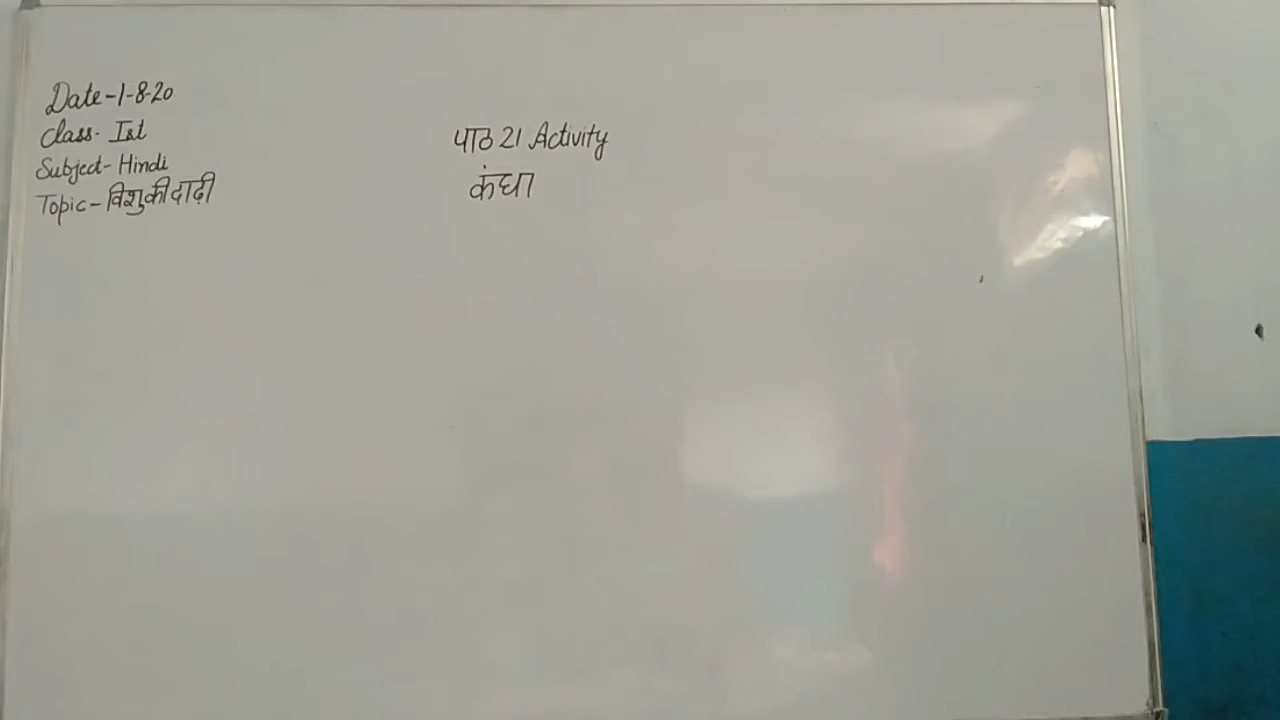 Date-1-8-20
Class- Ist
Subject- Hindi
Topic- विशु की दाढ़ी
पाठ 21 Activity
कंघा